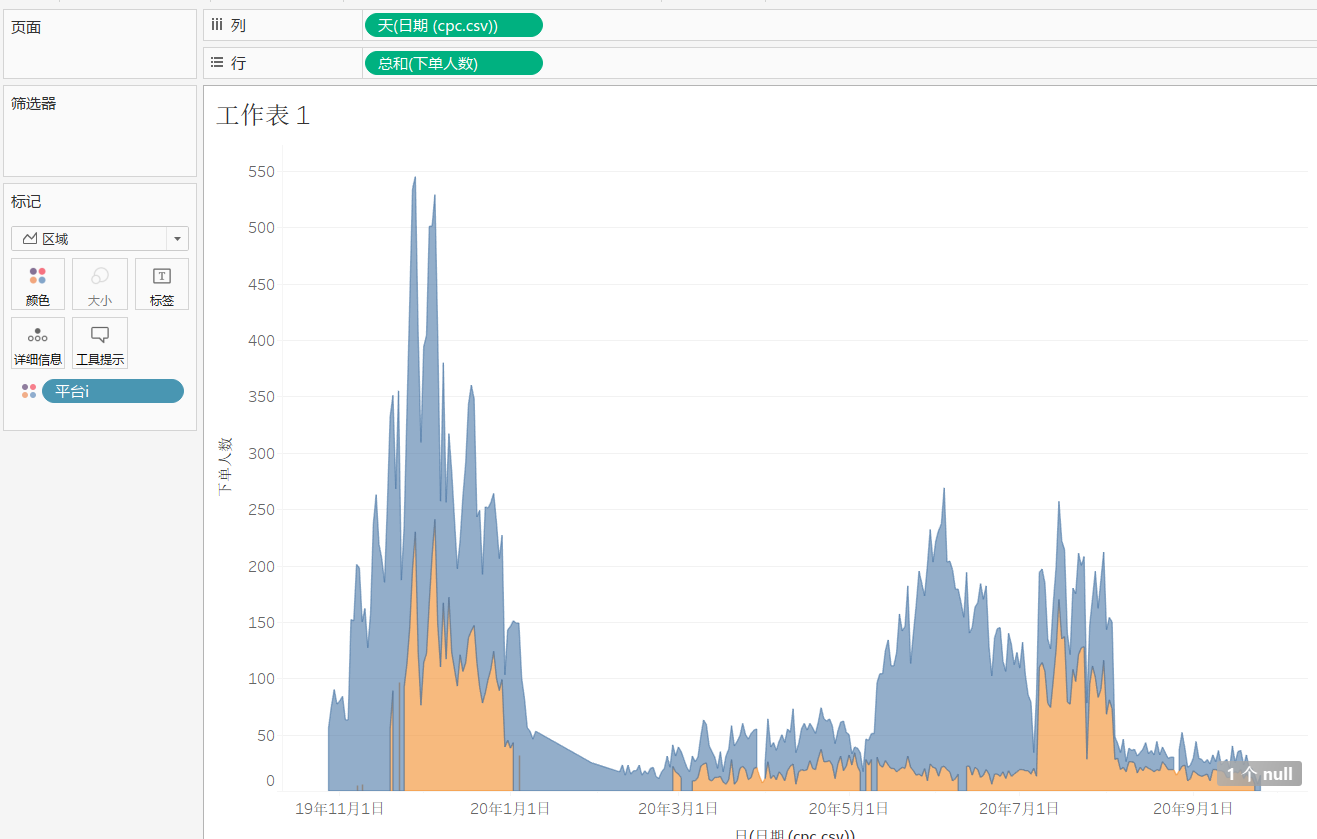 页面
列
天(日期 (cpc.csv))
行
总和(下单人数)
筛选器
工作表 1
标记
区域
颜色
大小
T
标签
详细信息
工具提示
平台i
下单人数
550
500
450
400
350
300
250
200
150
100
50
0
1 个 null
19年11月1日
20年1月1日
20年3月1日
20年5月1日
20年7月1日
20年9月1日
日(日期 (cpc.csv))